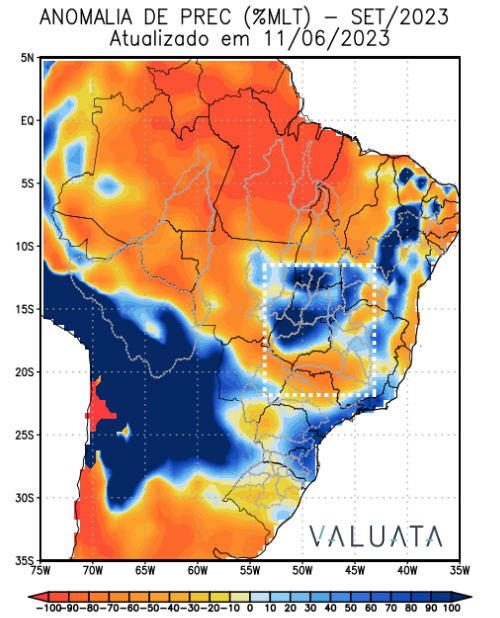 ANOMALIA DE PREC (%MLT) – SET/2023
Atualizado em 11/06/2023
5N
EQ
5S
10S
15S
20S
25S
30S
35S
VALUATA
75W 70W 65W 60W 55W 50W 45W 40W 35W
-100 -90 -80 -70 -60 -50 -40 -30 -20 -10 0 10 20 30 40 50 60 70 80 90 100